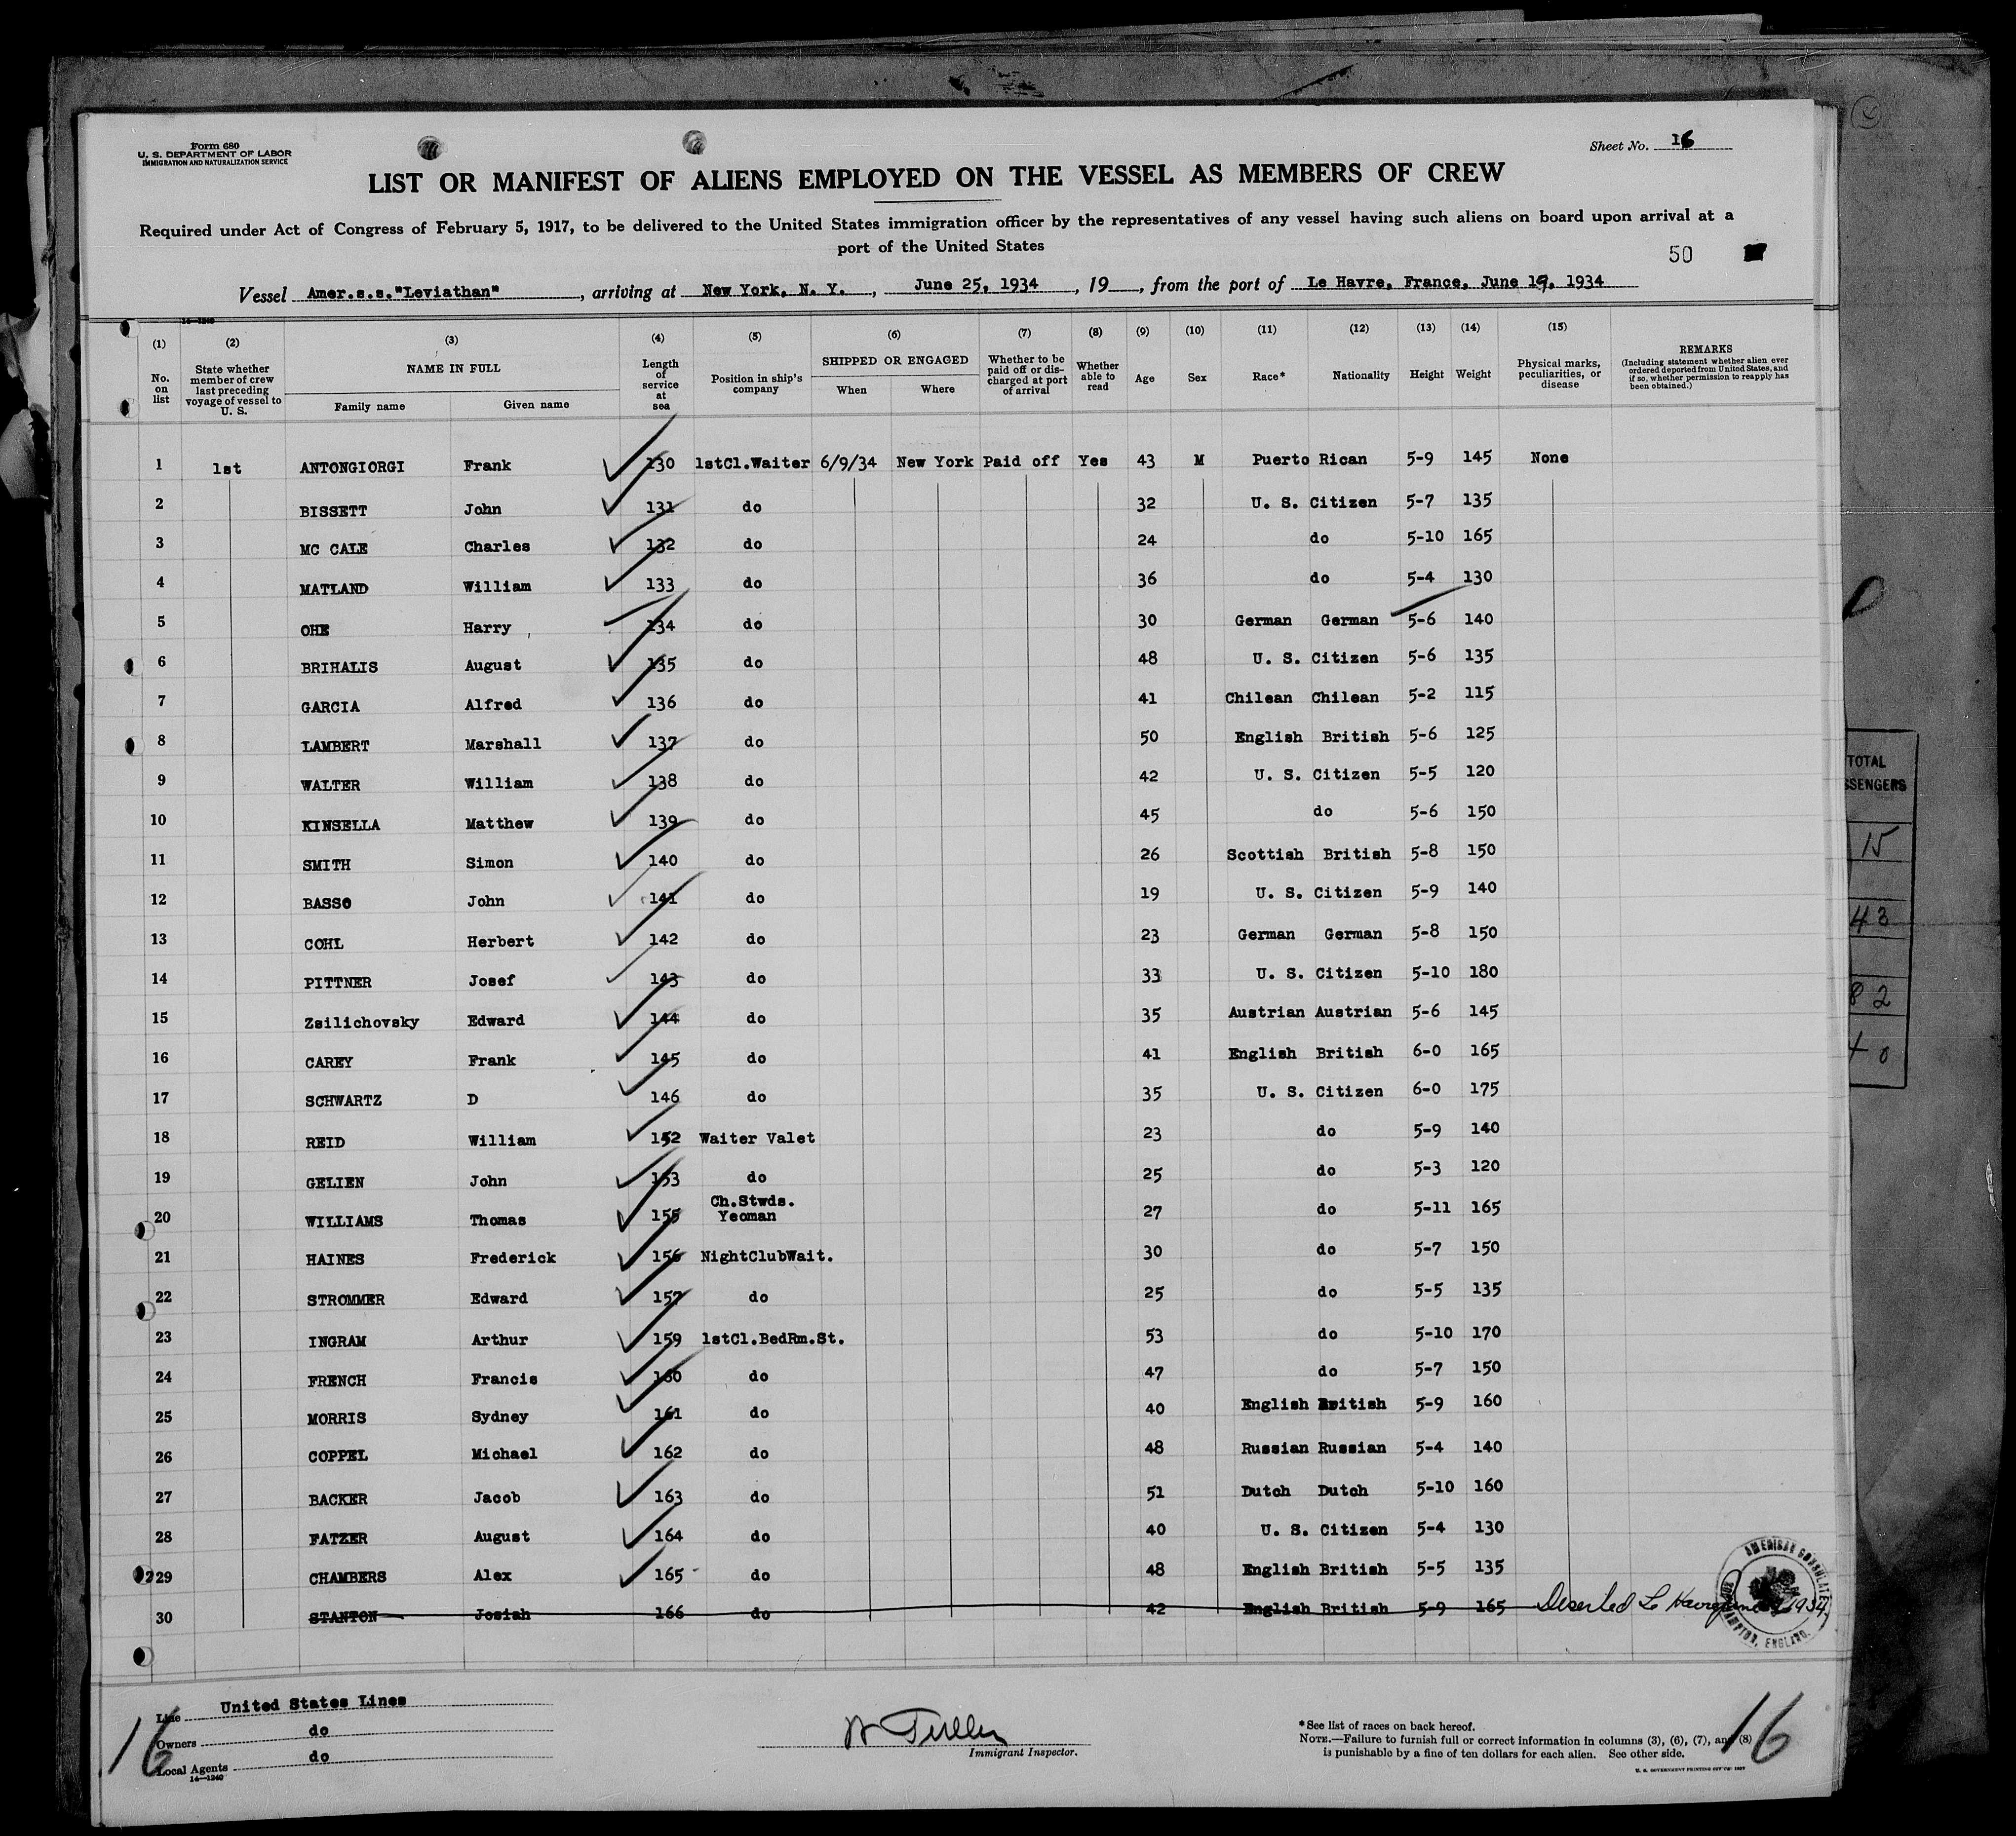 Form 680
U. S. DEPARTMENT OF LABOR
IMMIGRATION AND NATURALIZATION SERVICE
Sheet No. 16
LIST OR MANIFEST OF ALIENS EMPLOYED ON THE VESSEL AS MEMBERS OF CREW
Required under Act of Congress of February 5, 1917, to be delivered to the United States immigration officer by the representatives of any vessel having such aliens on board upon arrival at a
port of the United States
50
Vessel Amer.s.s."Leviathan", arriving at New York, N. Y., June 25, 1934, 19, from the port of Le Havre, France, June 19, 1934
14-1240
(1) (2) (3) (4) (5) (6) (7) (8) (9) (10) (11) (12) (13) (14) (15)
No. on list
State whether member of crew last preceding voyage of vessel to U. S.
NAME IN FULL
Family name Given name
Length of service at sea
Position in ship's company
SHIPPED OR ENGAGED
When Where
Whether to be paid off or discharged at port of arrival
Whether able to read
Age
Sex
Race*
Nationality
Height
Weight
Physical marks, peculiarities, or disease
REMARKS
(Including statement whether alien ever ordered deported from United States, and if so, whether permission to reapply has been obtained.)
1 1st ANTONGIORGI Frank 130 1stCl.Waiter 6/9/34 New York Paid off Yes 43 M Puerto Rican 5-9 145 None
2 BISSETT John 131 do 32 U. S. Citizen 5-7 135
3 MC CALE Charles 132 do 24 do 5-10 165
4 MATLAND William 133 do 36 do 5-4 130
5 OHE Harry 134 do 30 German German 5-6 140
6 BRIHALIS August 135 do 48 U. S. Citizen 5-6 135
7 GARCIA Alfred 136 do 41 Chilean Chilean 5-2 115
8 LAMBERT Marshall 137 do 50 English British 5-6 125
9 WALTER William 138 do 42 U. S. Citizen 5-5 120
10 KINSELLA Matthew 139 do 45 do 5-6 150
11 SMITH Simon 140 do 26 Scottish British 5-8 150
12 BASSO John 141 do 19 U. S. Citizen 5-9 140
13 COHL Herbert 142 do 23 German German 5-8 150
14 PITTNER Josef 143 do 33 U. S. Citizen 5-10 180
15 Zsilichovsky Edward 144 do 35 Austrian Austrian 5-6 145
16 CAREY Frank 145 do 41 English British 6-0 165
17 SCHWARTZ D 146 do 35 U. S. Citizen 6-0 175
18 REID William 152 Waiter Valet 23 do 5-9 140
19 GELIEN John 153 do 25 do 5-3 120
20 WILLIAMS Thomas 155 Ch.Stwds. Yeoman 27 do 5-11 165
21 HAINES Frederick 156 NightClubWait. 30 do 5-7 150
22 STROMMER Edward 157 do 25 do 5-5 135
23 INGRAM Arthur 159 1stCl.BedRm.St. 53 do 5-10 170
24 FRENCH Francis 160 do 47 do 5-7 150
25 MORRIS Sydney 161 do 40 English British 5-9 160
26 COPPEL Michael 162 do 48 Russian Russian 5-4 140
27 BACKER Jacob 163 do 51 Dutch Dutch 5-10 160
28 FATZER August 164 do 40 U. S. Citizen 5-4 130
29 CHAMBERS Alex 165 do 48 English British 5-5 135
30 STANTON Josiah 166 do 42 English British 5-9 165 Deserted Le Havre 1934
AMERICAN CONSULATE
ENGLAND.
Line United States Lines
Owners do
Local Agents do
14-1240
16
Immigrant Inspector.
*See list of races on back hereof.
NOTE.—Failure to furnish full or correct information in columns (3), (6), (7), and (8)
is punishable by a fine of ten dollars for each alien. See other side.
U. S. GOVERNMENT PRINTING OFFICE
16
TOTAL
15
43
82